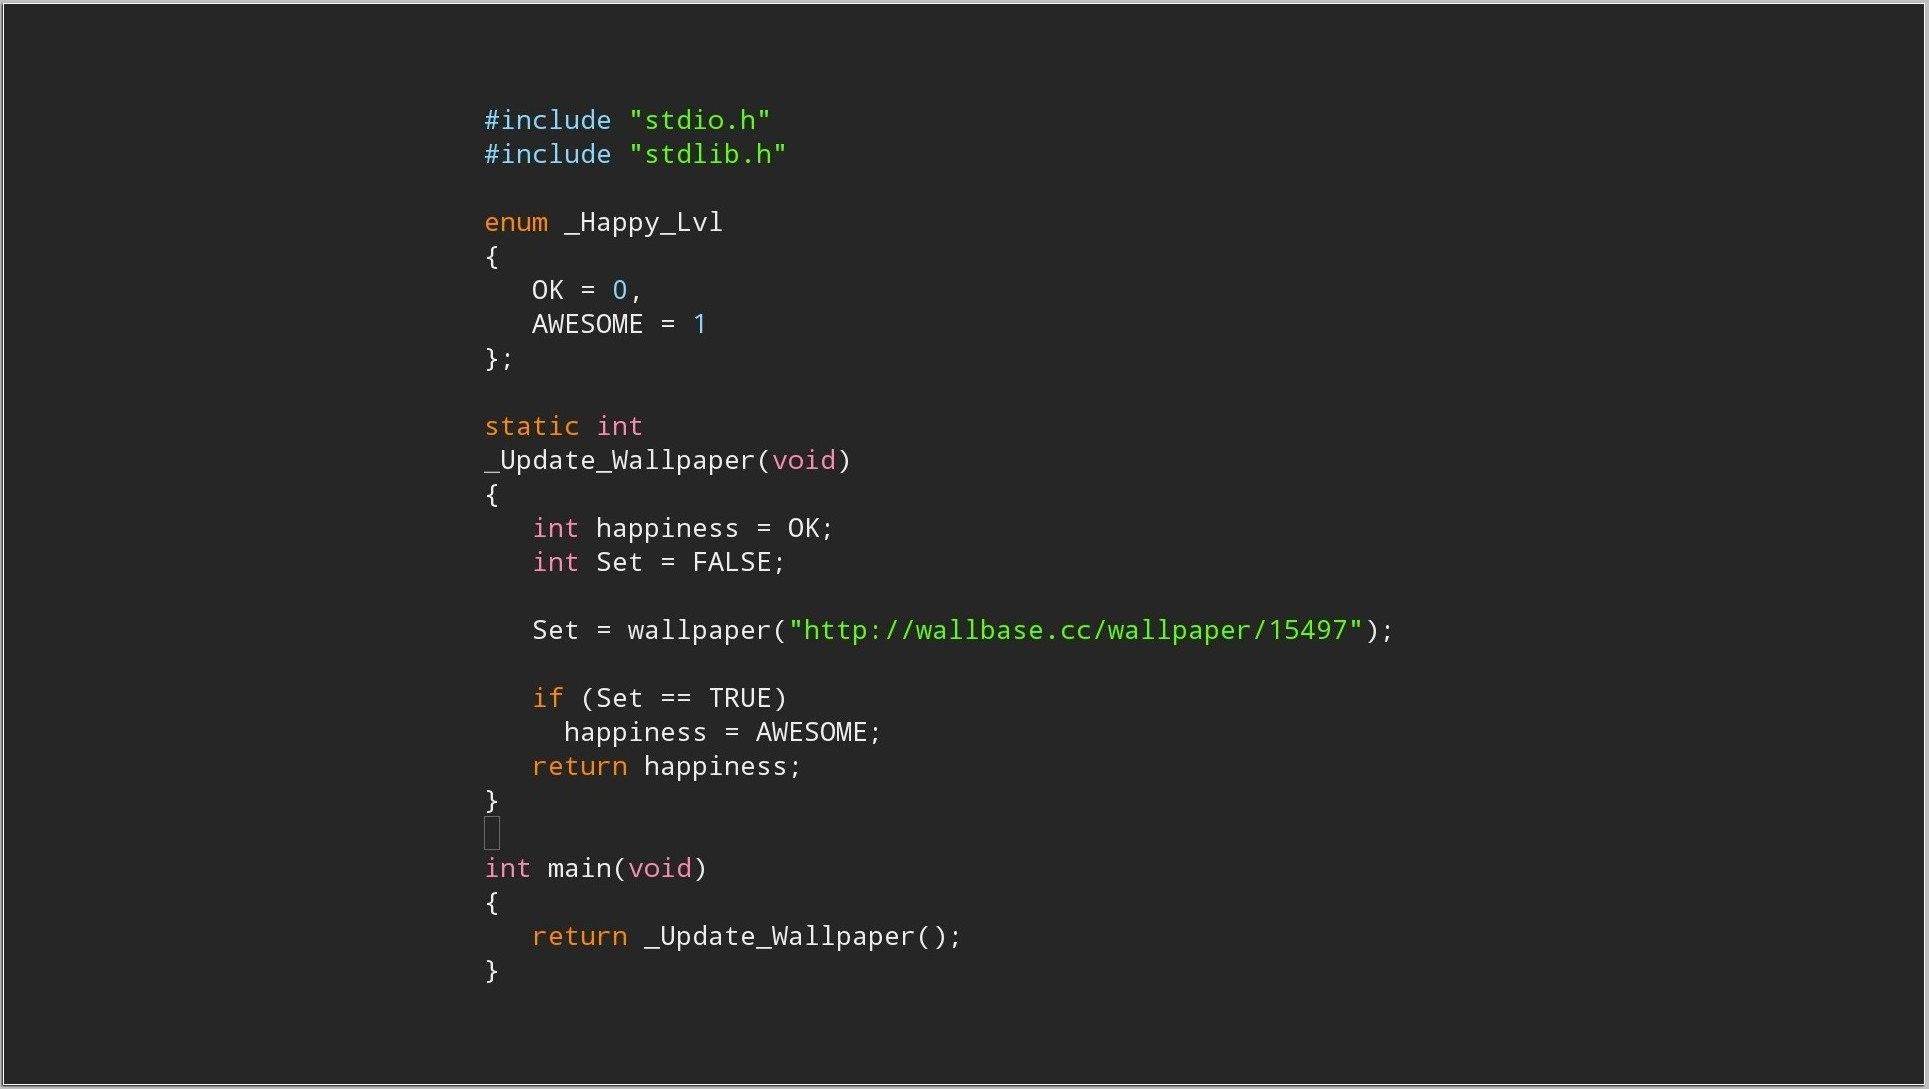 #include "stdio.h"
#include "stdlib.h"
enum _Happy_Lvl
{
   OK = 0,
   AWESOME = 1
};
static int
_Update_Wallpaper(void)
{
   int happiness = OK;
   int Set = FALSE;
   Set = wallpaper("http://wallbase.cc/wallpaper/15497");
   if (Set == TRUE)
     happiness = AWESOME;
   return happiness;
}
int main(void)
{
   return _Update_Wallpaper();
}